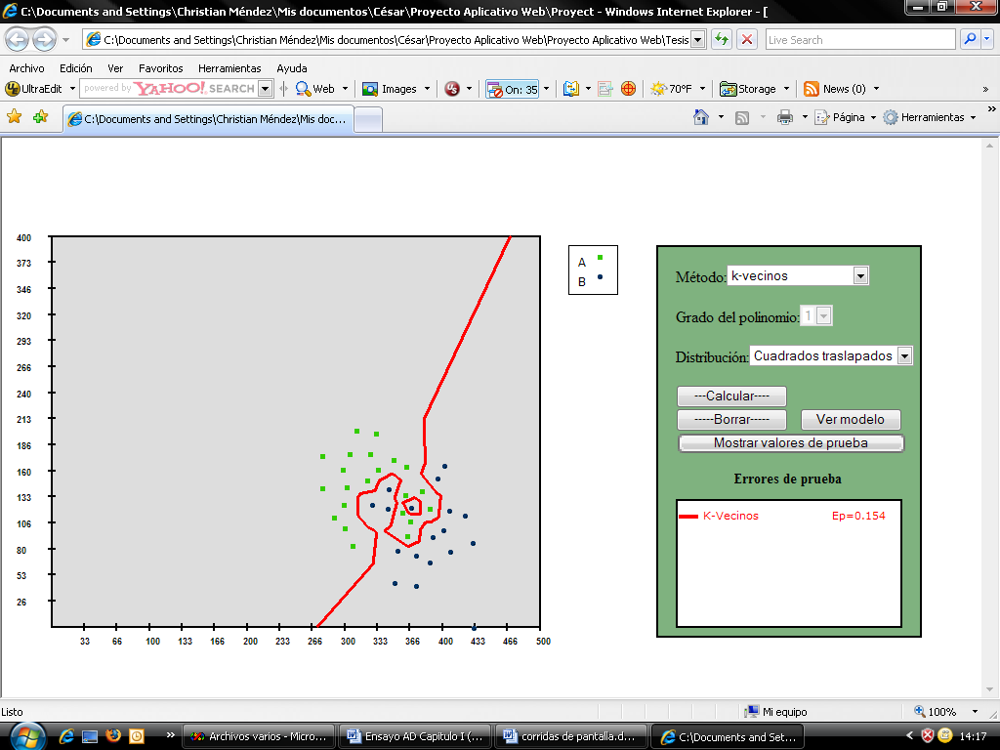 C:\Documents and Settings\Christian Méndez\Mis documentos\César\Proyecto Aplicativo Web\Proyect - Windows Internet Explorer - [
C:\Documents and Settings\Christian Méndez\Mis documentos\César\Proyecto Aplicativo Web\Proyecto Aplicativo Web\Tesis
Live Search
Archivo Edición Ver Favoritos Herramientas Ayuda
UltraEdit powered by YAHOO! SEARCH Web Images On: 35 70°F Storage News (0) »
C:\Documents and Settings\Christian Méndez\Mis doc... Página Herramientas »
400
373
346
320
293
266
240
213
186
160
133
106
80
53
26
33 66 100 133 166 200 233 266 300 333 366 400 433 466 500
A
B
Método: k-vecinos
Grado del polinomio: 1
Distribución: Cuadrados traslapados
---Calcular----
-----Borrar----- Ver modelo
Mostrar valores de prueba
Errores de prueba
K-Vecinos Ep=0.154
Listo Mi equipo 100%
» Archivos varios - Micro... Ensayo AD Capitulo I (... corridas de pantalla.d... C:\Documents and Set... < 14:17